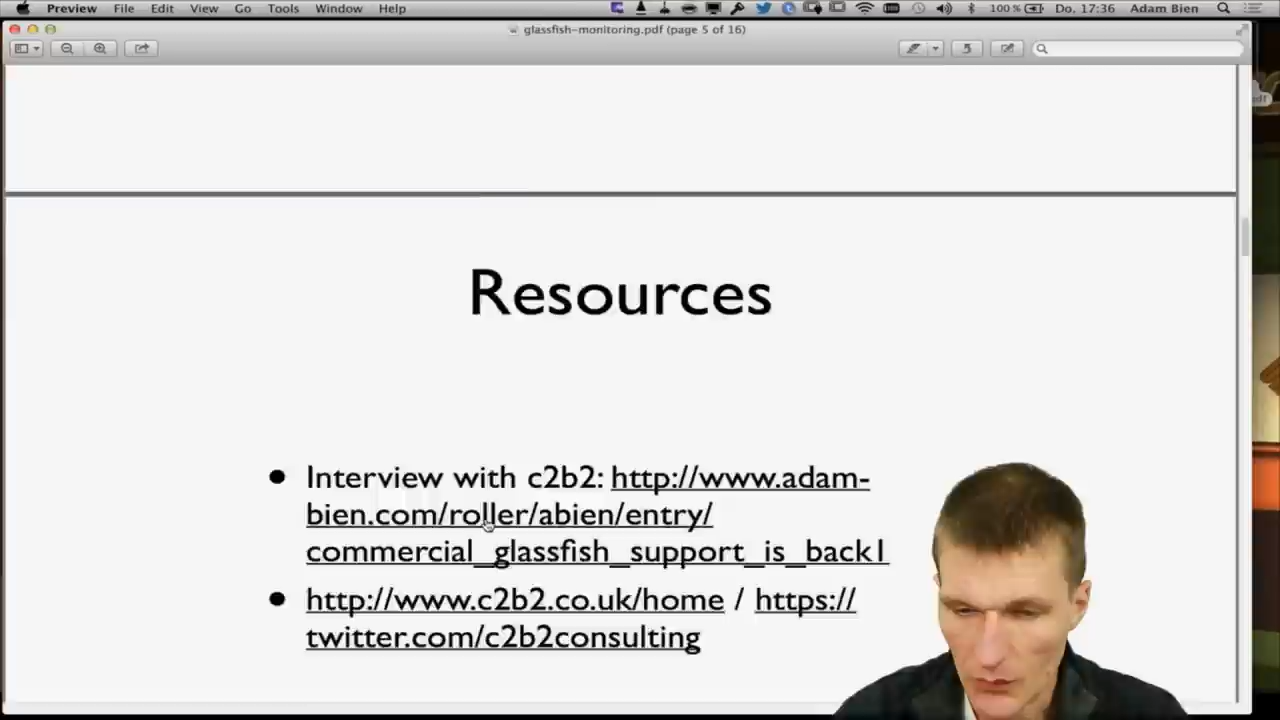 Preview File Edit View Go Tools Window Help 100 % Do. 17:36 Adam Bien
glassfish-monitoring.pdf (page 5 of 16)
Resources
• Interview with c2b2: http://www.adam-
bien.com/roller/abien/entry/
commercial_glassfish_support_is_back1
• http://www.c2b2.co.uk/home / https://
twitter.com/c2b2consulting